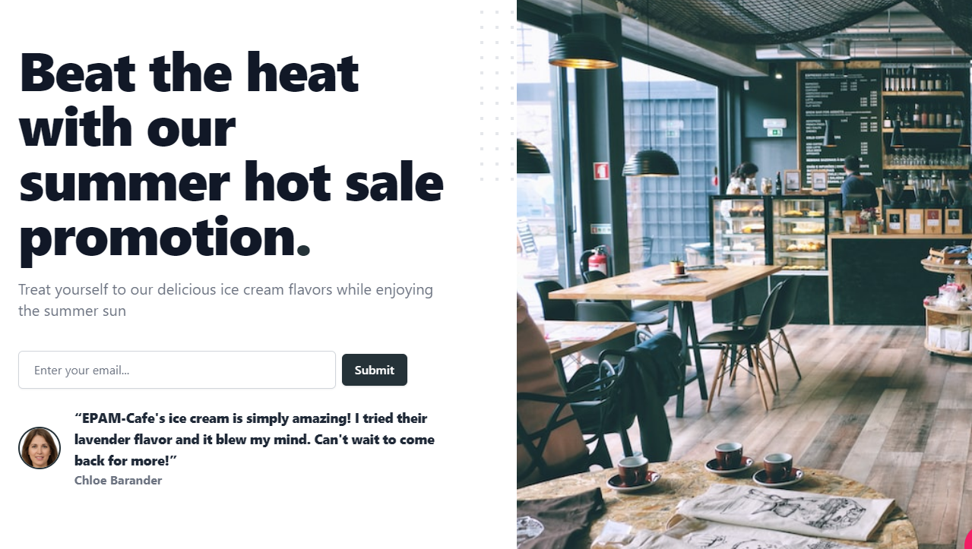 Beat the heat
with our
summer hot sale
promotion.
Treat yourself to our delicious ice cream flavors while enjoying
the summer sun
Enter your email...
Submit
“EPAM-Cafe's ice cream is simply amazing! I tried their
lavender flavor and it blew my mind. Can't wait to come
back for more!”
Chloe Barander